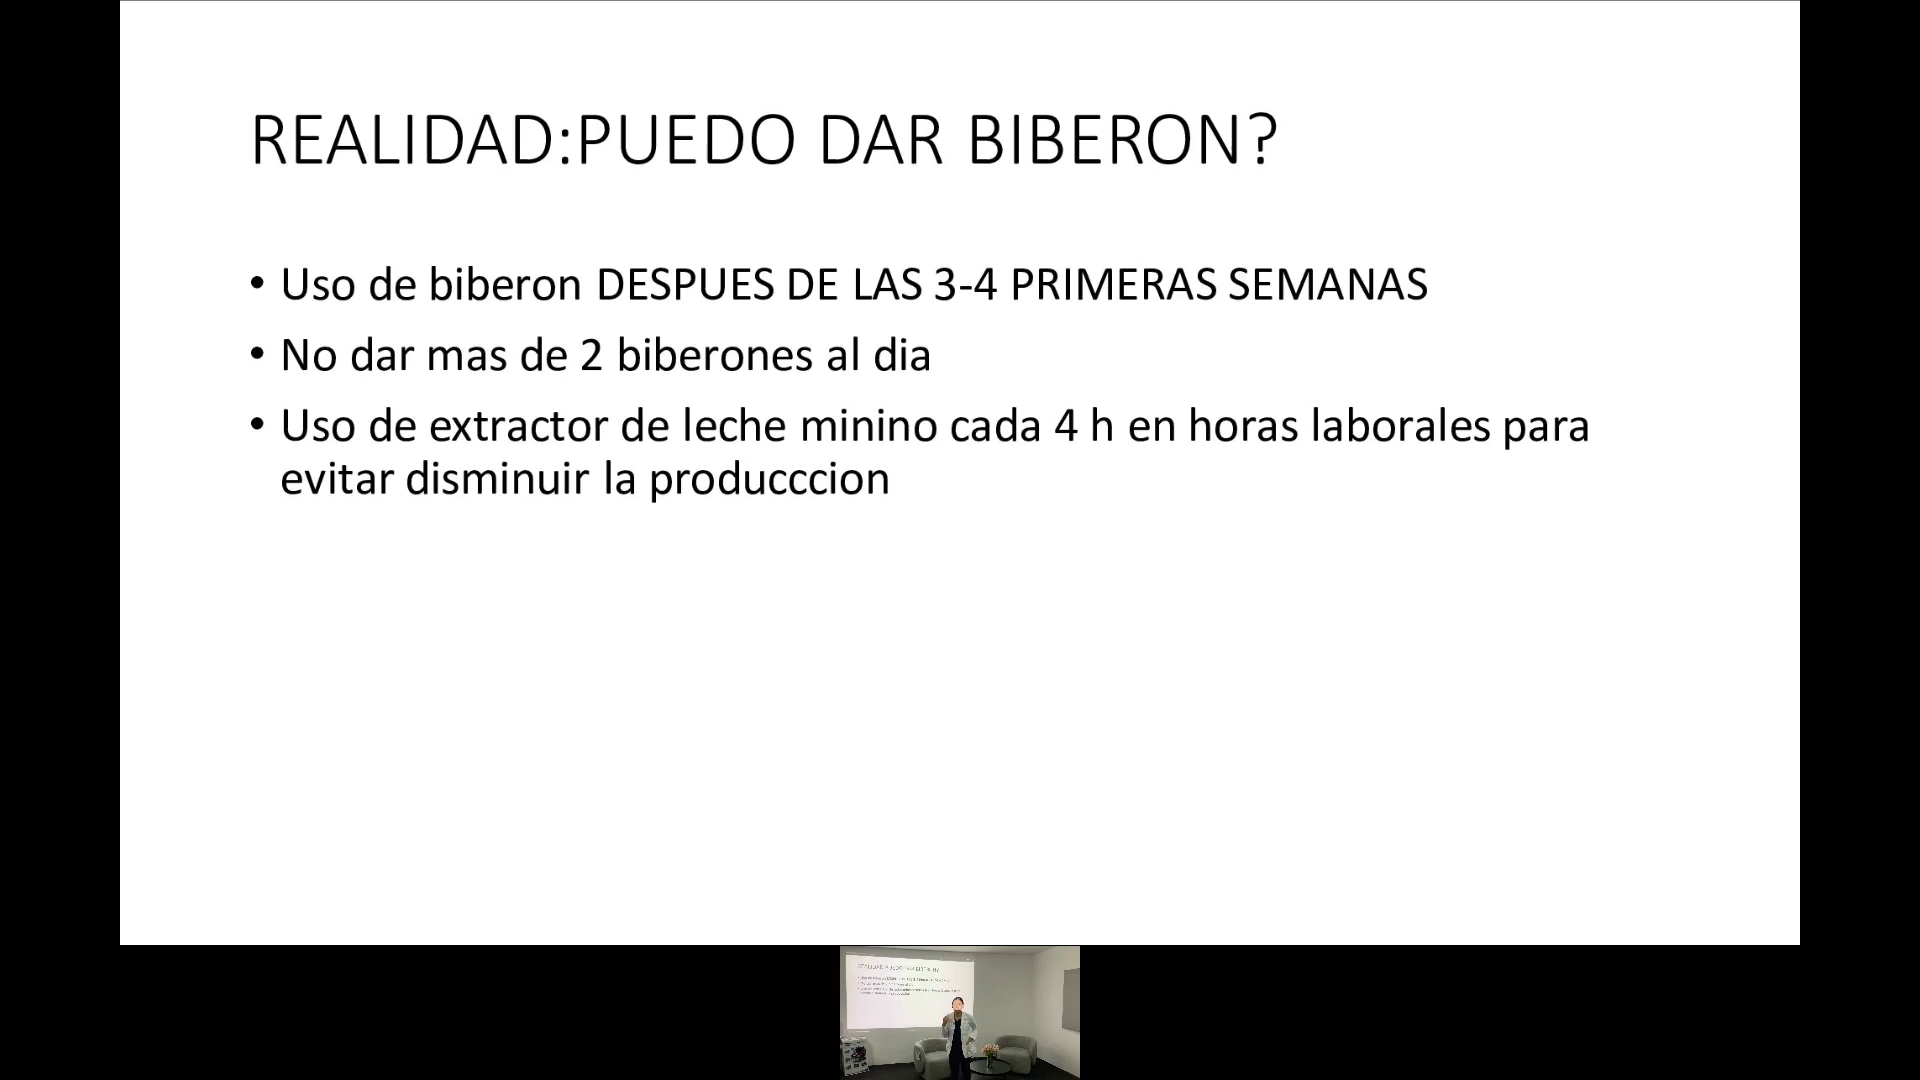 REALIDAD:PUEDO DAR BIBERON?
• Uso de biberon DESPUES DE LAS 3-4 PRIMERAS SEMANAS
• No dar mas de 2 biberones al dia
• Uso de extractor de leche minino cada 4 h en horas laborales para
evitar disminuir la producccion